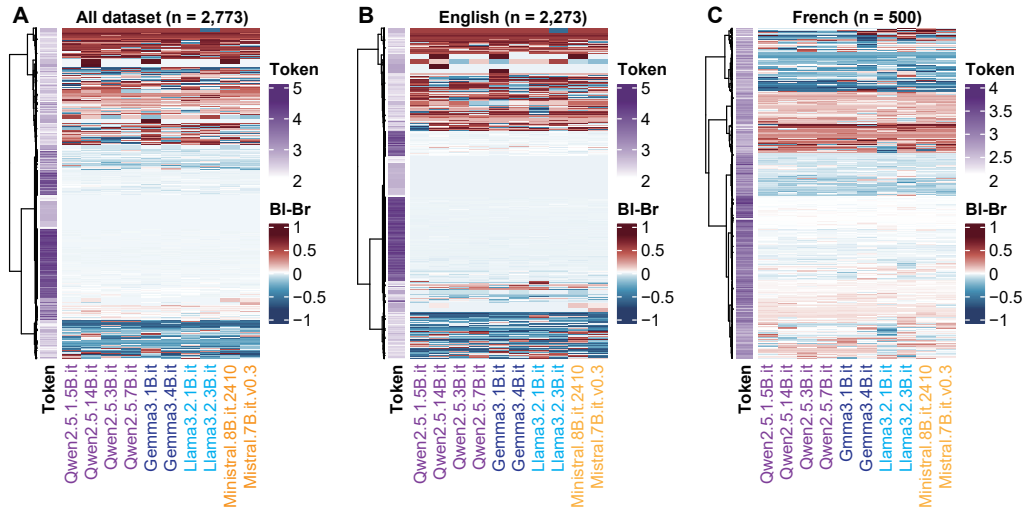 A
All dataset (n = 2,773)
Token
5
4
3
2
BI-Br
1
0.5
0
−0.5
−1
Token
Qwen2.5.1.5B.it
Qwen2.5.14B.it
Qwen2.5.3B.it
Qwen2.5.7B.it
Gemma3.1B.it
Gemma3.4B.it
Llama3.2.1B.it
Llama3.2.3B.it
Ministral.8B.it.2410
Mistral.7B.it.v0.3
B
English (n = 2,273)
Token
5
4
3
2
BI-Br
1
0.5
0
−0.5
−1
Token
Qwen2.5.1.5B.it
Qwen2.5.14B.it
Qwen2.5.3B.it
Qwen2.5.7B.it
Gemma3.1B.it
Gemma3.4B.it
Llama3.2.1B.it
Llama3.2.3B.it
Ministral.8B.it.2410
Mistral.7B.it.v0.3
C
French (n = 500)
Token
4
3.5
3
2.5
2
BI-Br
1
0.5
0
−0.5
−1
Token
Qwen2.5.1.5B.it
Qwen2.5.14B.it
Qwen2.5.3B.it
Qwen2.5.7B.it
Gmma3.1B.it
Gemma3.4B.it
Llama3.2.1B.it
Llama3.2.3B.it
Ministral.8B.it.2410
Mistral.7B.it.v0.3